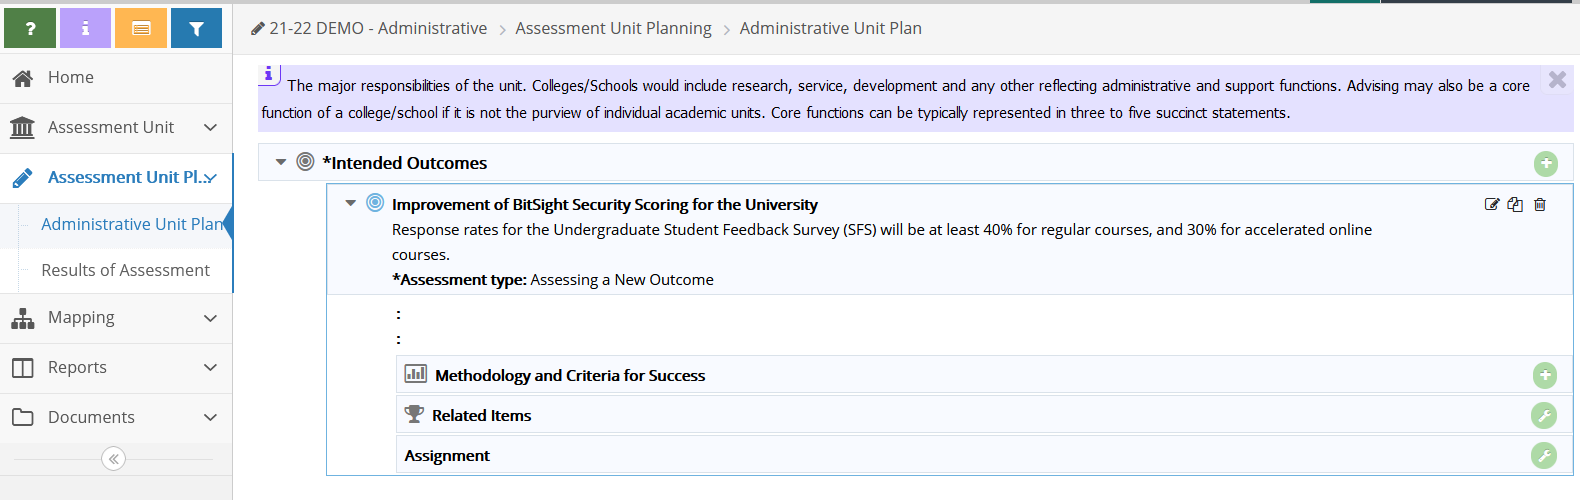 ?
i
21-22 DEMO - Administrative > Assessment Unit Planning > Administrative Unit Plan
Home
Assessment Unit
Assessment Unit Pl...
Administrative Unit Plan
Results of Assessment
Mapping
Reports
Documents
i
The major responsibilities of the unit. Colleges/Schools would include research, service, development and any other reflecting administrative and support functions. Advising may also be a core
function of a college/school if it is not the purview of individual academic units. Core functions can be typically represented in three to five succinct statements.
*Intended Outcomes
Improvement of BitSight Security Scoring for the University
Response rates for the Undergraduate Student Feedback Survey (SFS) will be at least 40% for regular courses, and 30% for accelerated online
courses.
*Assessment type: Assessing a New Outcome
:
:
Methodology and Criteria for Success
Related Items
Assignment